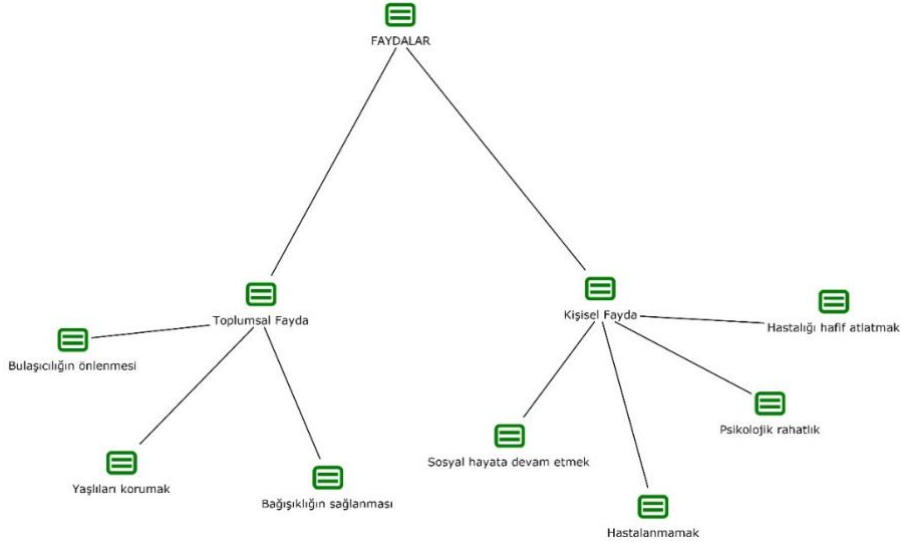 FAYDALAR
Toplumsal Fayda
Kişisel Fayda
Hastalığı hafif atlatmak
Bulaşıcılığın önlenmesi
Psikolojik rahatlık
Sosyal hayata devam etmek
Yaşlıları korumak
Bağışıklığın sağlanması
Hastalanmamak